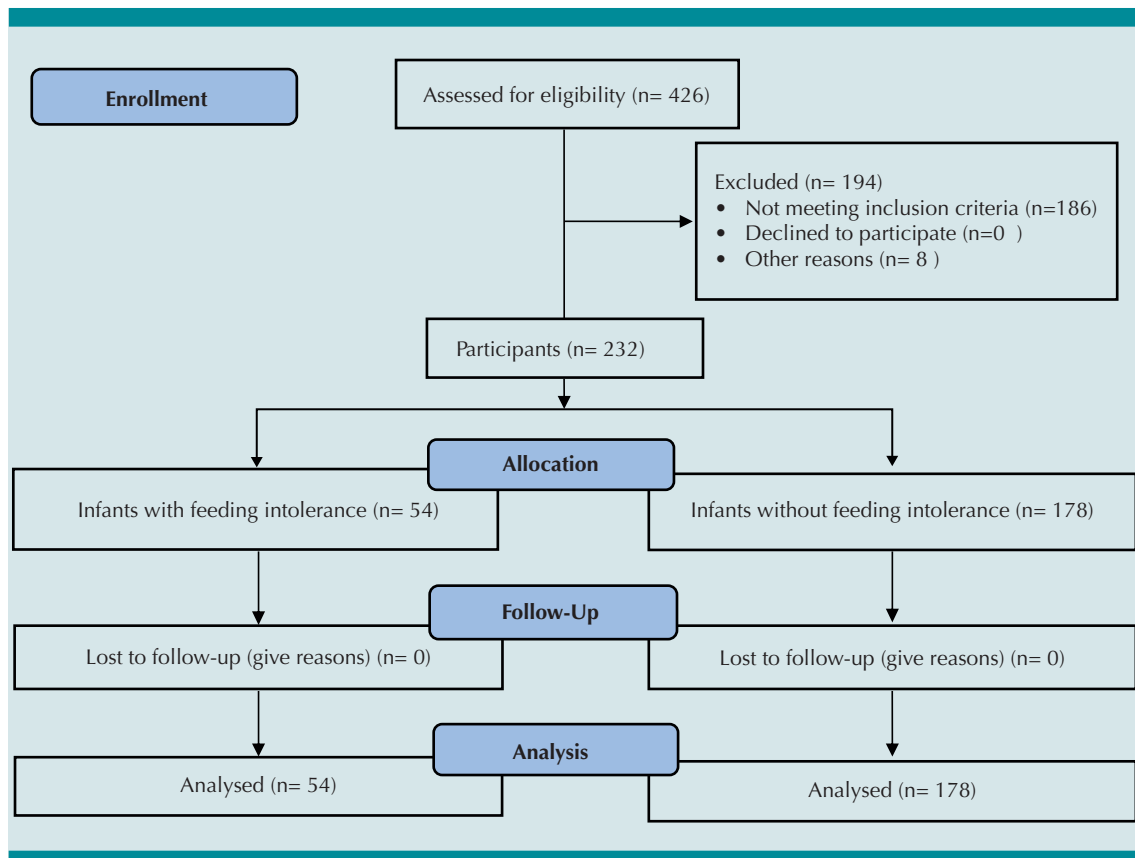 Enrollment
Assessed for eligibility (n= 426)
Excluded (n= 194)
• Not meeting inclusion criteria (n=186)
• Declined to participate (n=0 )
• Other reasons (n= 8 )
Participants (n= 232)
Allocation
Infants with feeding intolerance (n= 54)
Infants without feeding intolerance (n= 178)
Follow-Up
Lost to follow-up (give reasons) (n= 0)
Lost to follow-up (give reasons) (n= 0)
Analysis
Analysed (n= 54)
Analysed (n= 178)